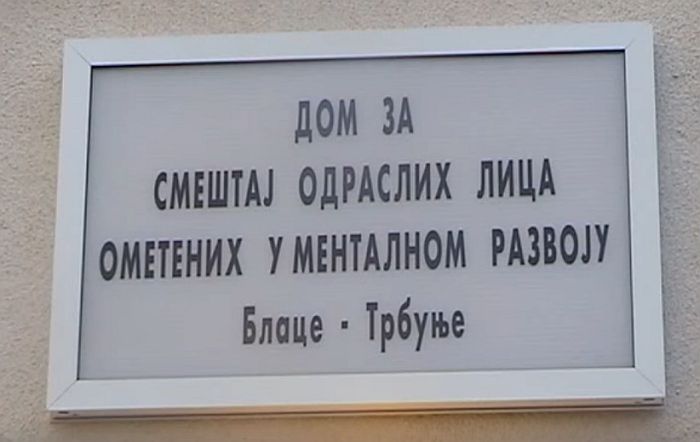 ДОМ ЗА
СМЕШТАЈ ОДРАСЛИХ ЛИЦА
ОМЕТЕНИХ У МЕНТАЛНОМ РАЗВОЈУ
Блаце - Трбуње